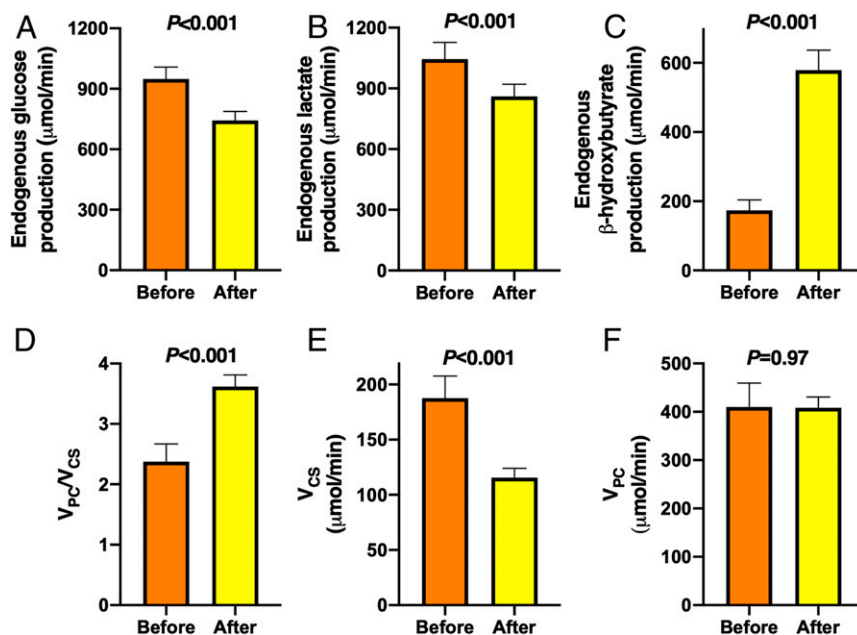 A
P<0.001
Endogenous glucose
production (μmol/min)
1200
900
600
300
0
Before After
B
P<0.001
Endogenous lactate
production (μmol/min)
1200
900
600
300
0
Before After
C
P<0.001
Endogenous
β-hydroxybutyrate
production (μmol/min)
600
400
200
0
Before After
D
P<0.001
VPC/VCS
4
3
2
1
0
Before After
E
P<0.001
VCS
(μmol/min)
200
150
100
50
0
Before After
F
P=0.97
VPC
(μmol/min)
500
400
300
200
100
0
Before After